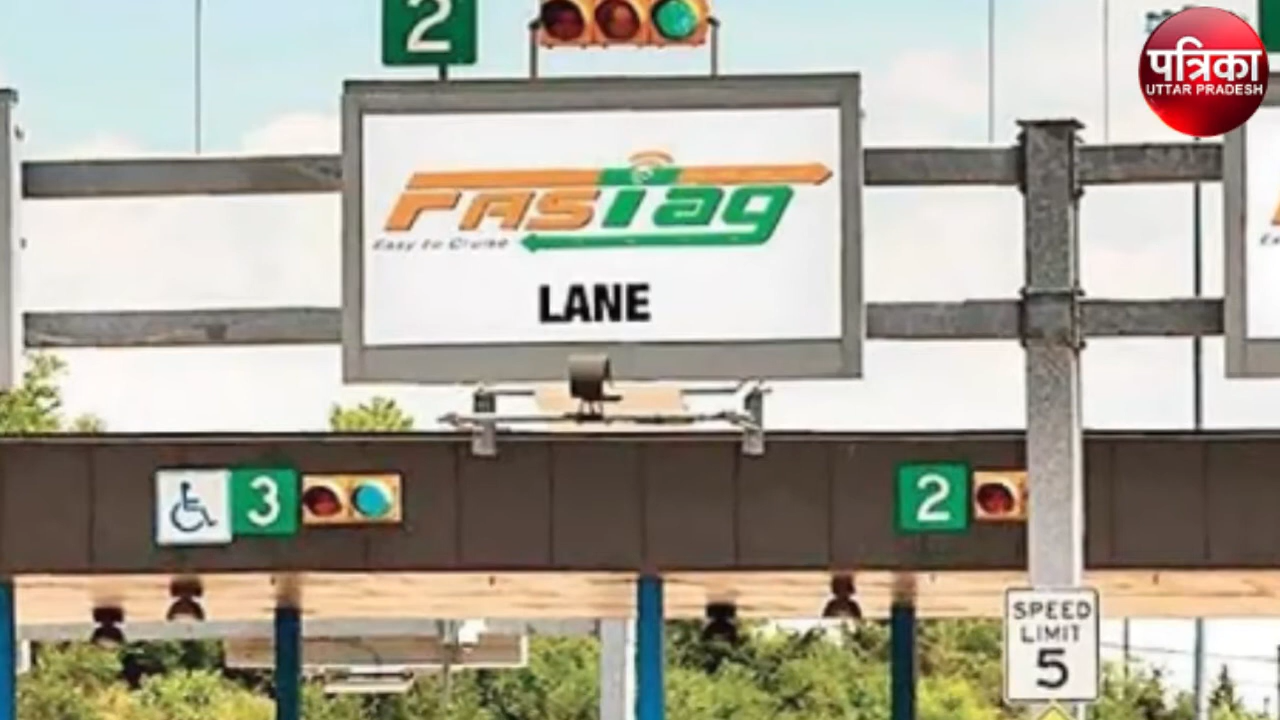 2
पत्रिका
UTTAR PRADESH
FASTag
Easy to Cruise
LANE
3
2
SPEED
LIMIT
5